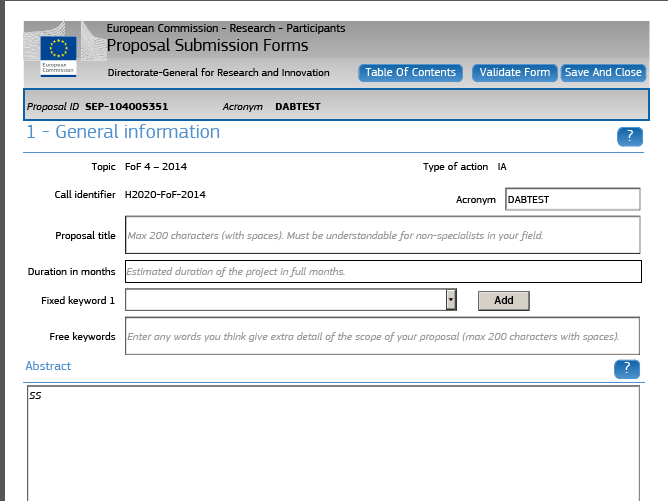 European Commission - Research - Participants
Proposal Submission Forms
European
Commission
Directorate-General for Research and Innovation
Table Of Contents
Validate Form
Save And Close
Proposal ID SEP-104005351 Acronym DABTEST
1 - General information
?
Topic FoF 4 – 2014 Type of action IA
Call identifier H2020-FoF-2014
Acronym DABTEST
Proposal title Max 200 characters (with spaces). Must be understandable for non-specialists in your field.
Duration in months Estimated duration of the project in full months.
Fixed keyword 1 Add
Free keywords Enter any words you think give extra detail of the scope of your proposal (max 200 characters with spaces).
Abstract ?
ss